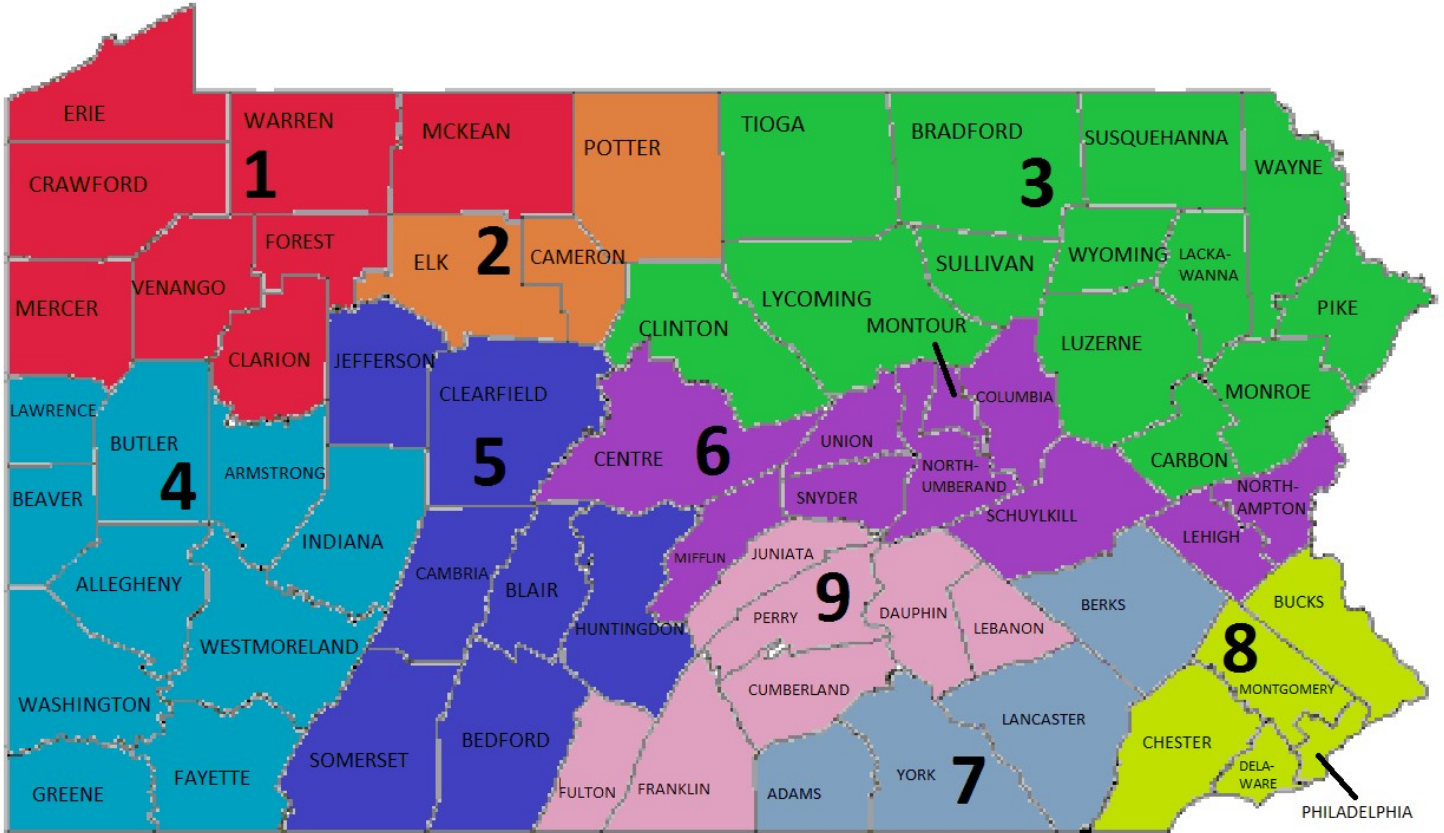 ERIE
WARREN
MCKEAN
POTTER
TIOGA
BRADFORD
SUSQUEHANNA
WAYNE
CRAWFORD
1
3
FOREST
ELK
2
CAMERON
SULLIVAN
WYOMING
LACKA-
WANNA
MERCER
VENANGO
LYCOMING
PIKE
CLINTON
MONTOUR
LUZERNE
CLARION
JEFFERSON
CLEARFIELD
COLUMBIA
MONROE
LAWRENCE
BUTLER
UNION
ARMSTRONG
4
5
CENTRE
6
CARBON
BEAVER
SNYDER
NORTH-
UMBERLAND
NORTH-
AMPTON
SCHUYLKILL
LEHIGH
INDIANA
MIFFLIN
JUNIATA
ALLEGHENY
CAMBRIA
BLAIR
9
BERKS
BUCKS
PERRY
DAUPHIN
LEBANON
HUNTINGDON
WESTMORELAND
8
WASHINGTON
CUMBERLAND
MONTGOMERY
LANCASTER
SOMERSET
BEDFORD
CHESTER
GREENE
FAYETTE
FULTON
FRANKLIN
ADAMS
YORK
7
DELA-
WARE
PHILADELPHIA